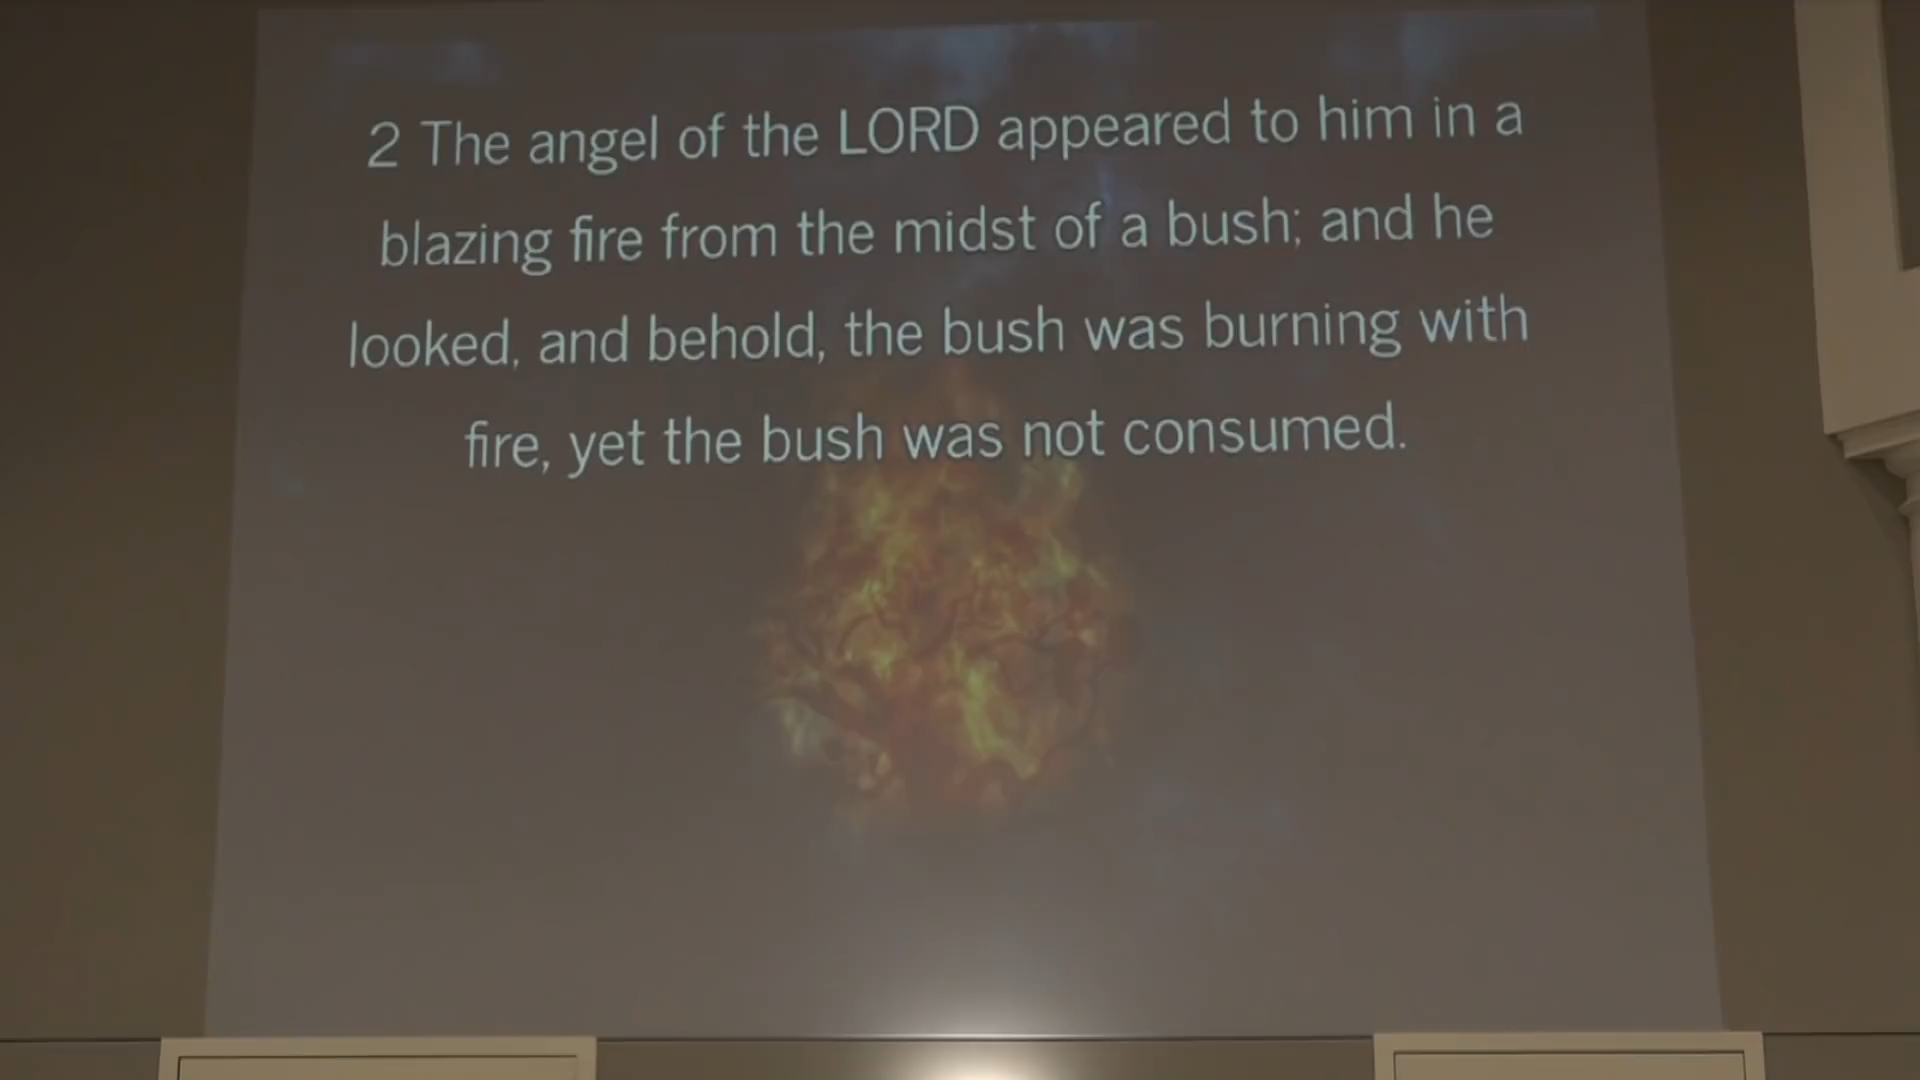 2 The angel of the LORD appeared to him in a
blazing fire from the midst of a bush; and he
looked, and behold, the bush was burning with
fire, yet the bush was not consumed.